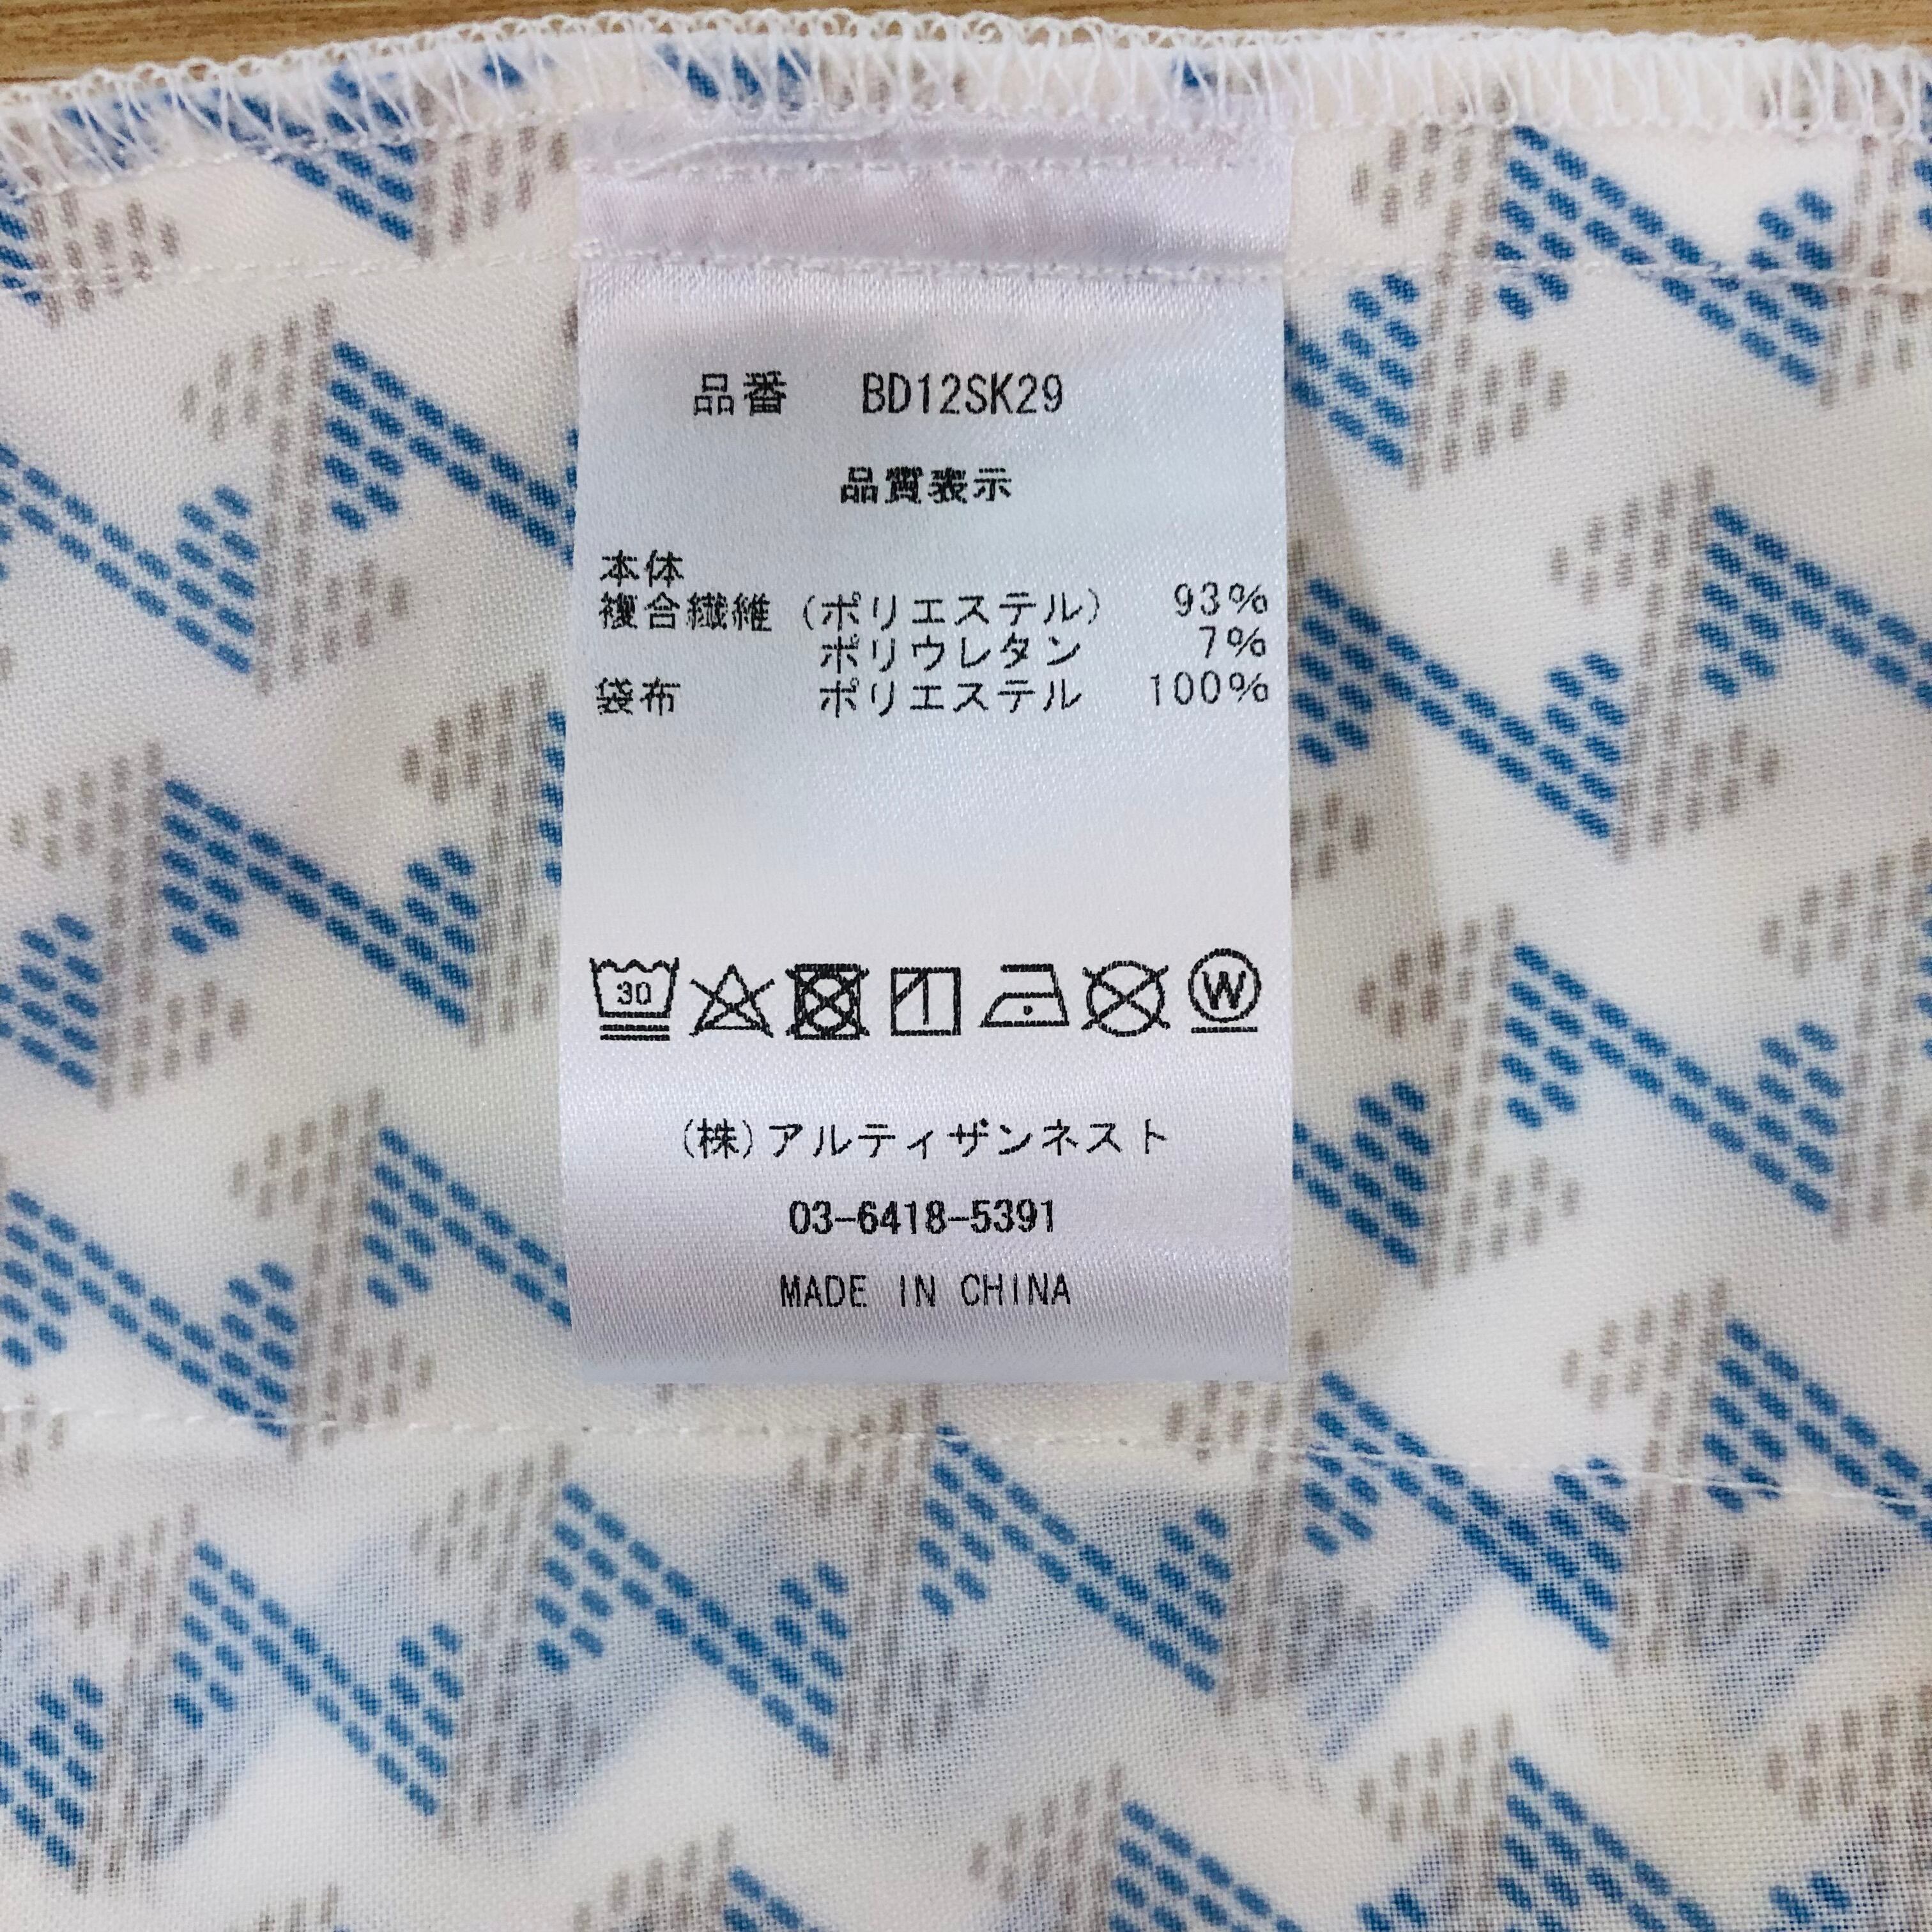 品番 BD12SK29
品質表示
本体
複合繊維(ポリエステル) 93%
ポリウレタン 7%
袋布 ポリエステル 100%
30
W
(株)アルティザンネスト
03-6418-5391
MADE IN CHINA